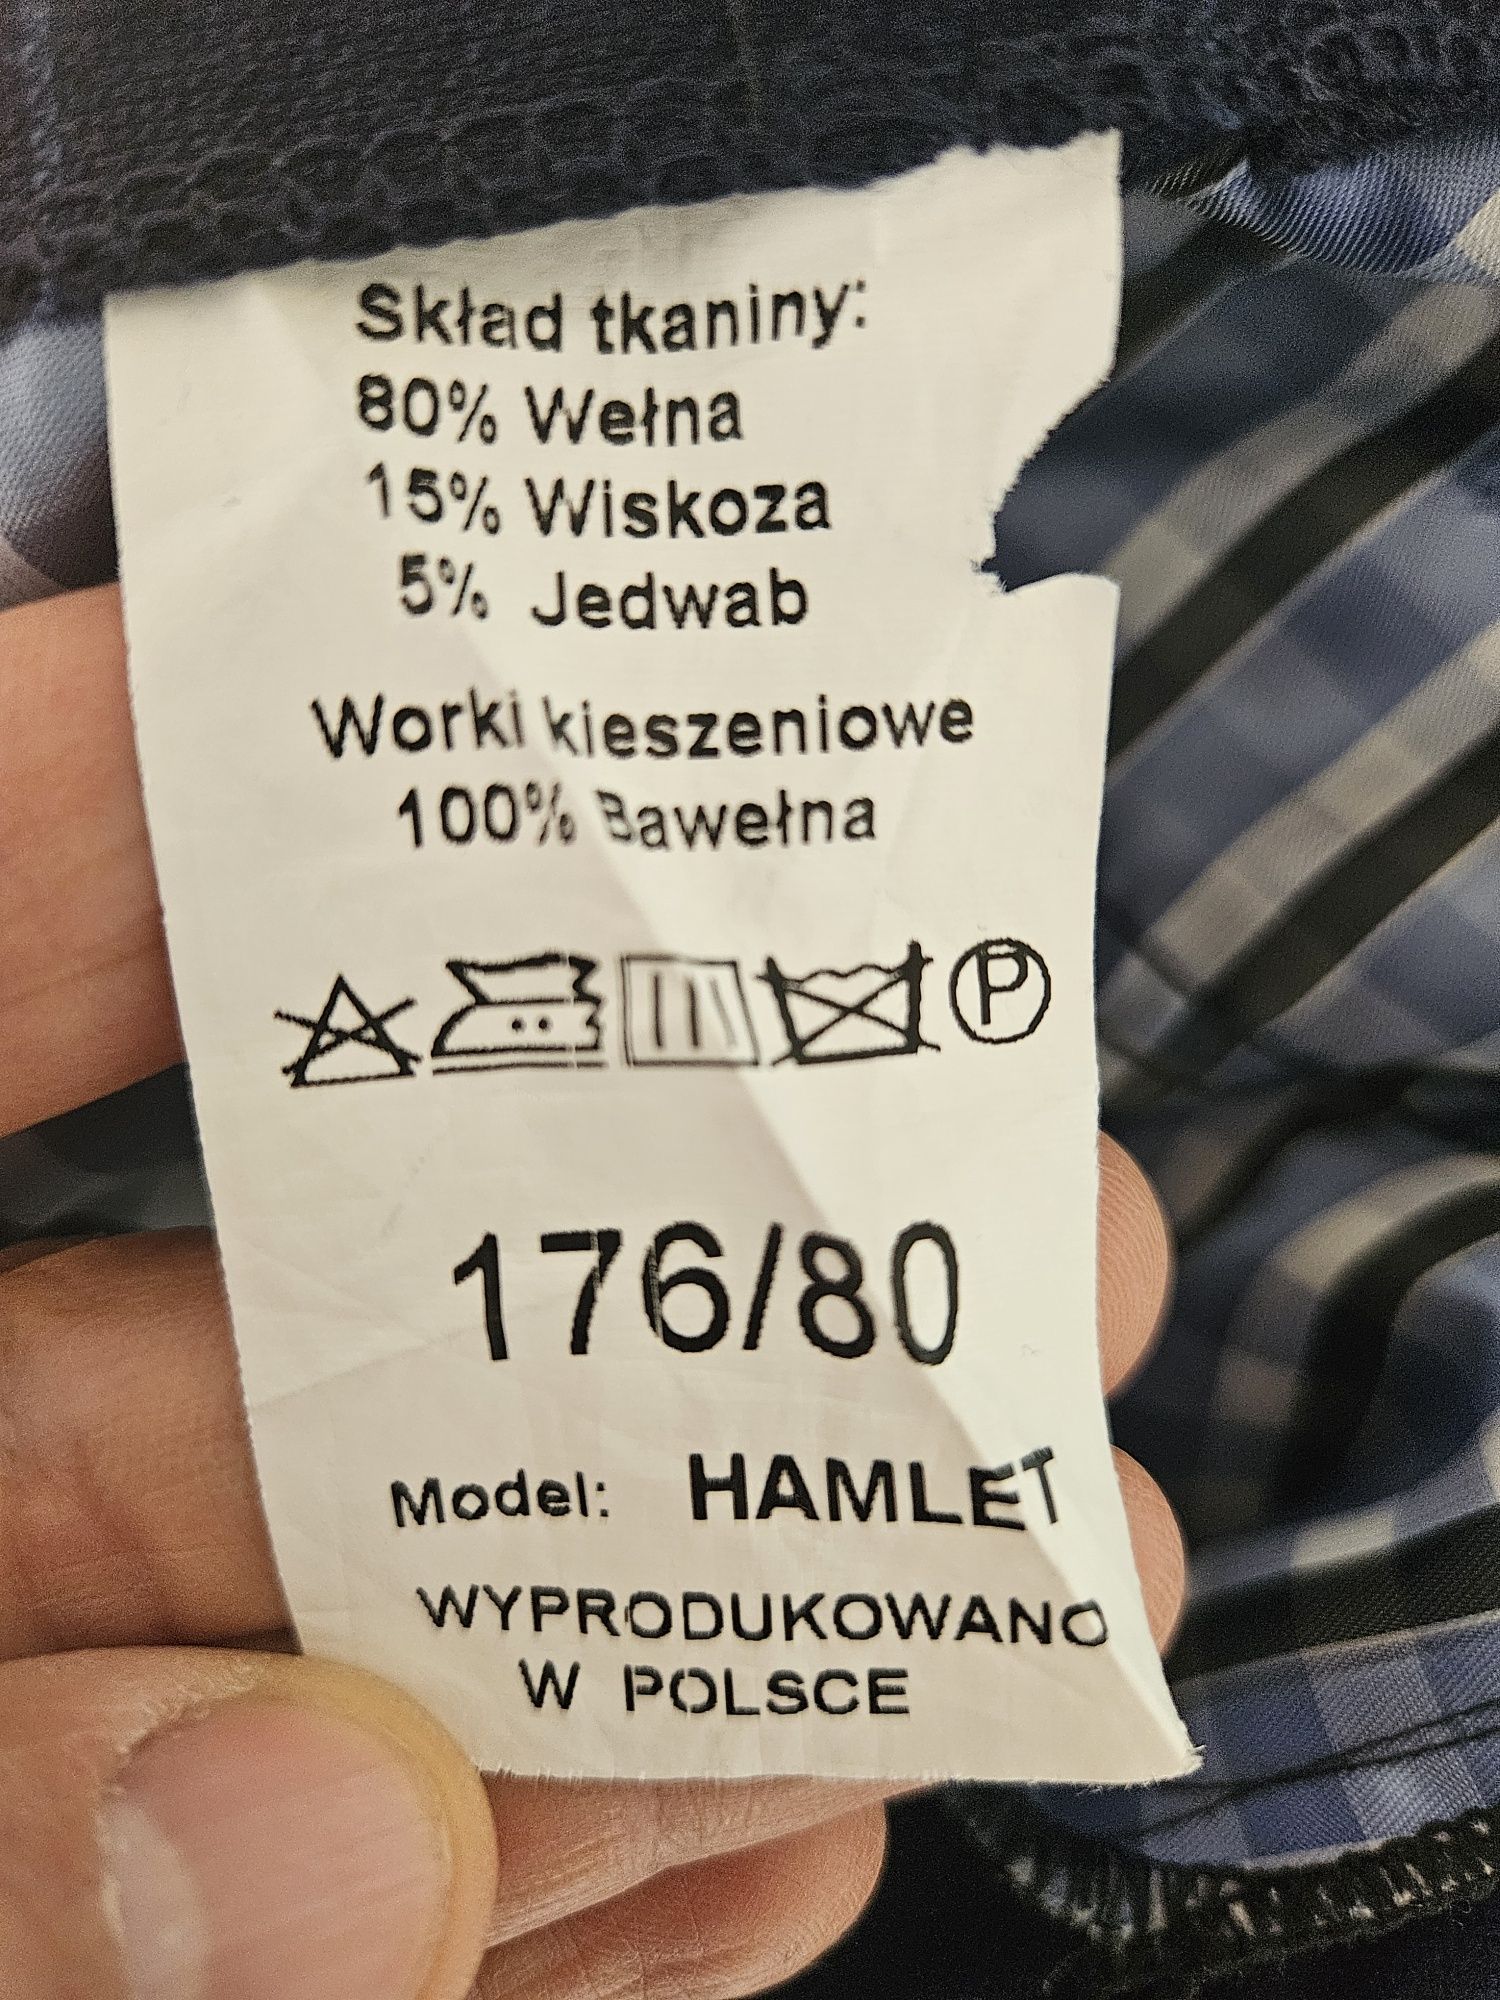 Skład tkaniny:
80% Wełna
15% Wiskoza
5% Jedwab
Worki kieszeniowe
100% Bawełna
P
176/80
Model: HAMLET
WYPRODUKOWANO
W POLSCE